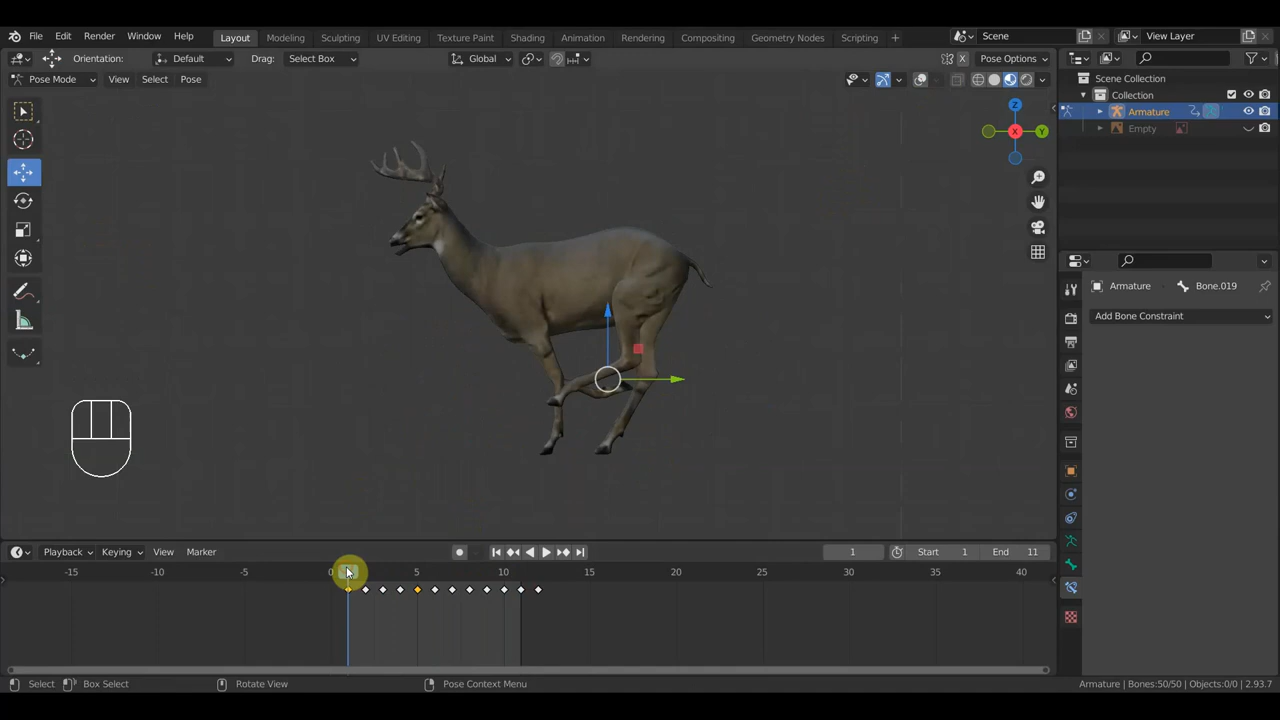 File Edit Render Window Help Layout Modeling Sculpting UV Editing Texture Paint Shading Animation Rendering Compositing Geometry Nodes Scripting + Scene View Layer
Orientation: Default Drag: Select Box Global X Pose Options
Pose Mode View Select Pose
Scene Collection
Collection
Armature
Empty
Z
X Y
Armature Bone.019
Add Bone Constraint
Playback Keying View Marker 1 Start 1 End 11
-15 -10 -5 0 5 10 15 20 25 30 35 40
Select Box Select Rotate View Pose Context Menu Armature | Bones:50/50 | Objects:0/0 | 2.93.7